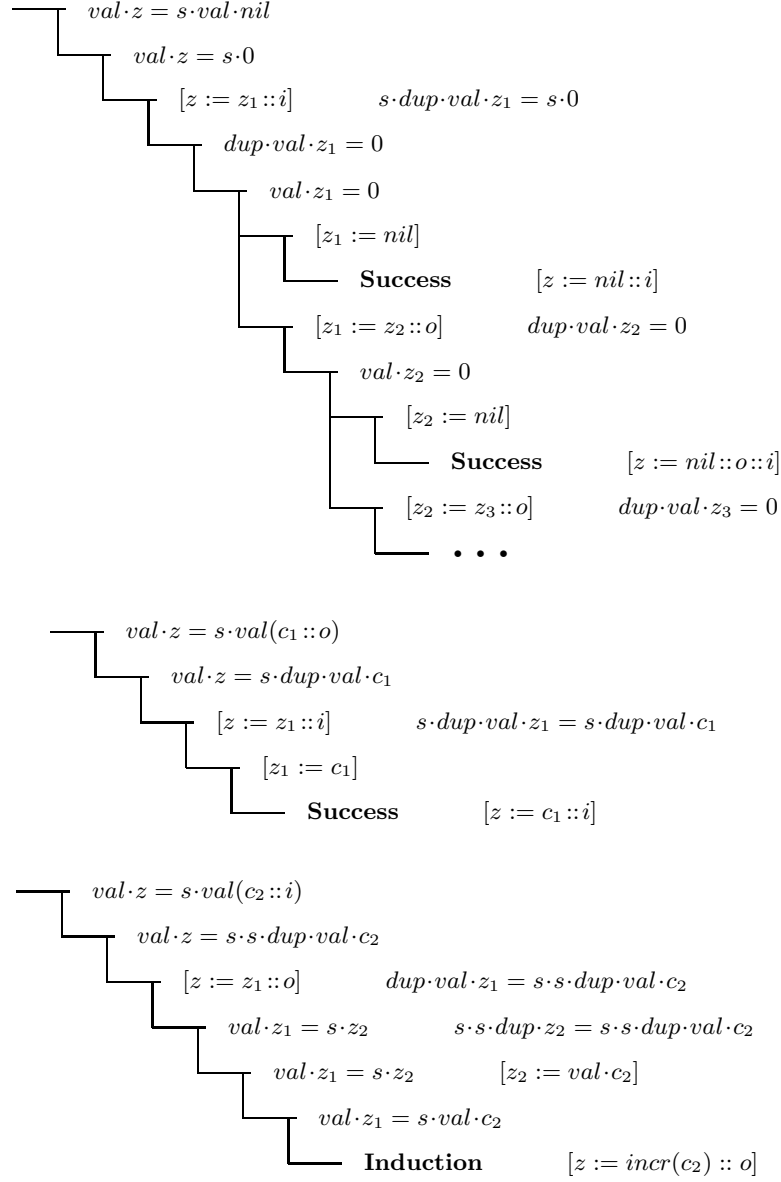 val·z = s·val·nil
val·z = s·0
[z := z₁::i] s·dup·val·z₁ = s·0
dup·val·z₁ = 0
val·z₁ = 0
[z₁ := nil]
Success [z := nil::i]
[z₁ := z₂::o] dup·val·z₂ = 0
val·z₂ = 0
[z₂ := nil]
Success [z := nil::o::i]
[z₂ := z₃::o] dup·val·z₃ = 0
• • •
val·z = s·val(c₁::o)
val·z = s·dup·val·c₁
[z := z₁::i] s·dup·val·z₁ = s·dup·val·c₁
[z₁ := c₁]
Success [z := c₁::i]
val·z = s·val(c₂::i)
val·z = s·s·dup·val·c₂
[z := z₁::o] dup·val·z₁ = s·s·dup·val·c₂
val·z₁ = s·z₂ s·s·dup·z₂ = s·s·dup·val·c₂
val·z₁ = s·z₂ [z₂ := val·c₂]
val·z₁ = s·val·c₂
Induction [z := incr(c₂) :: o]